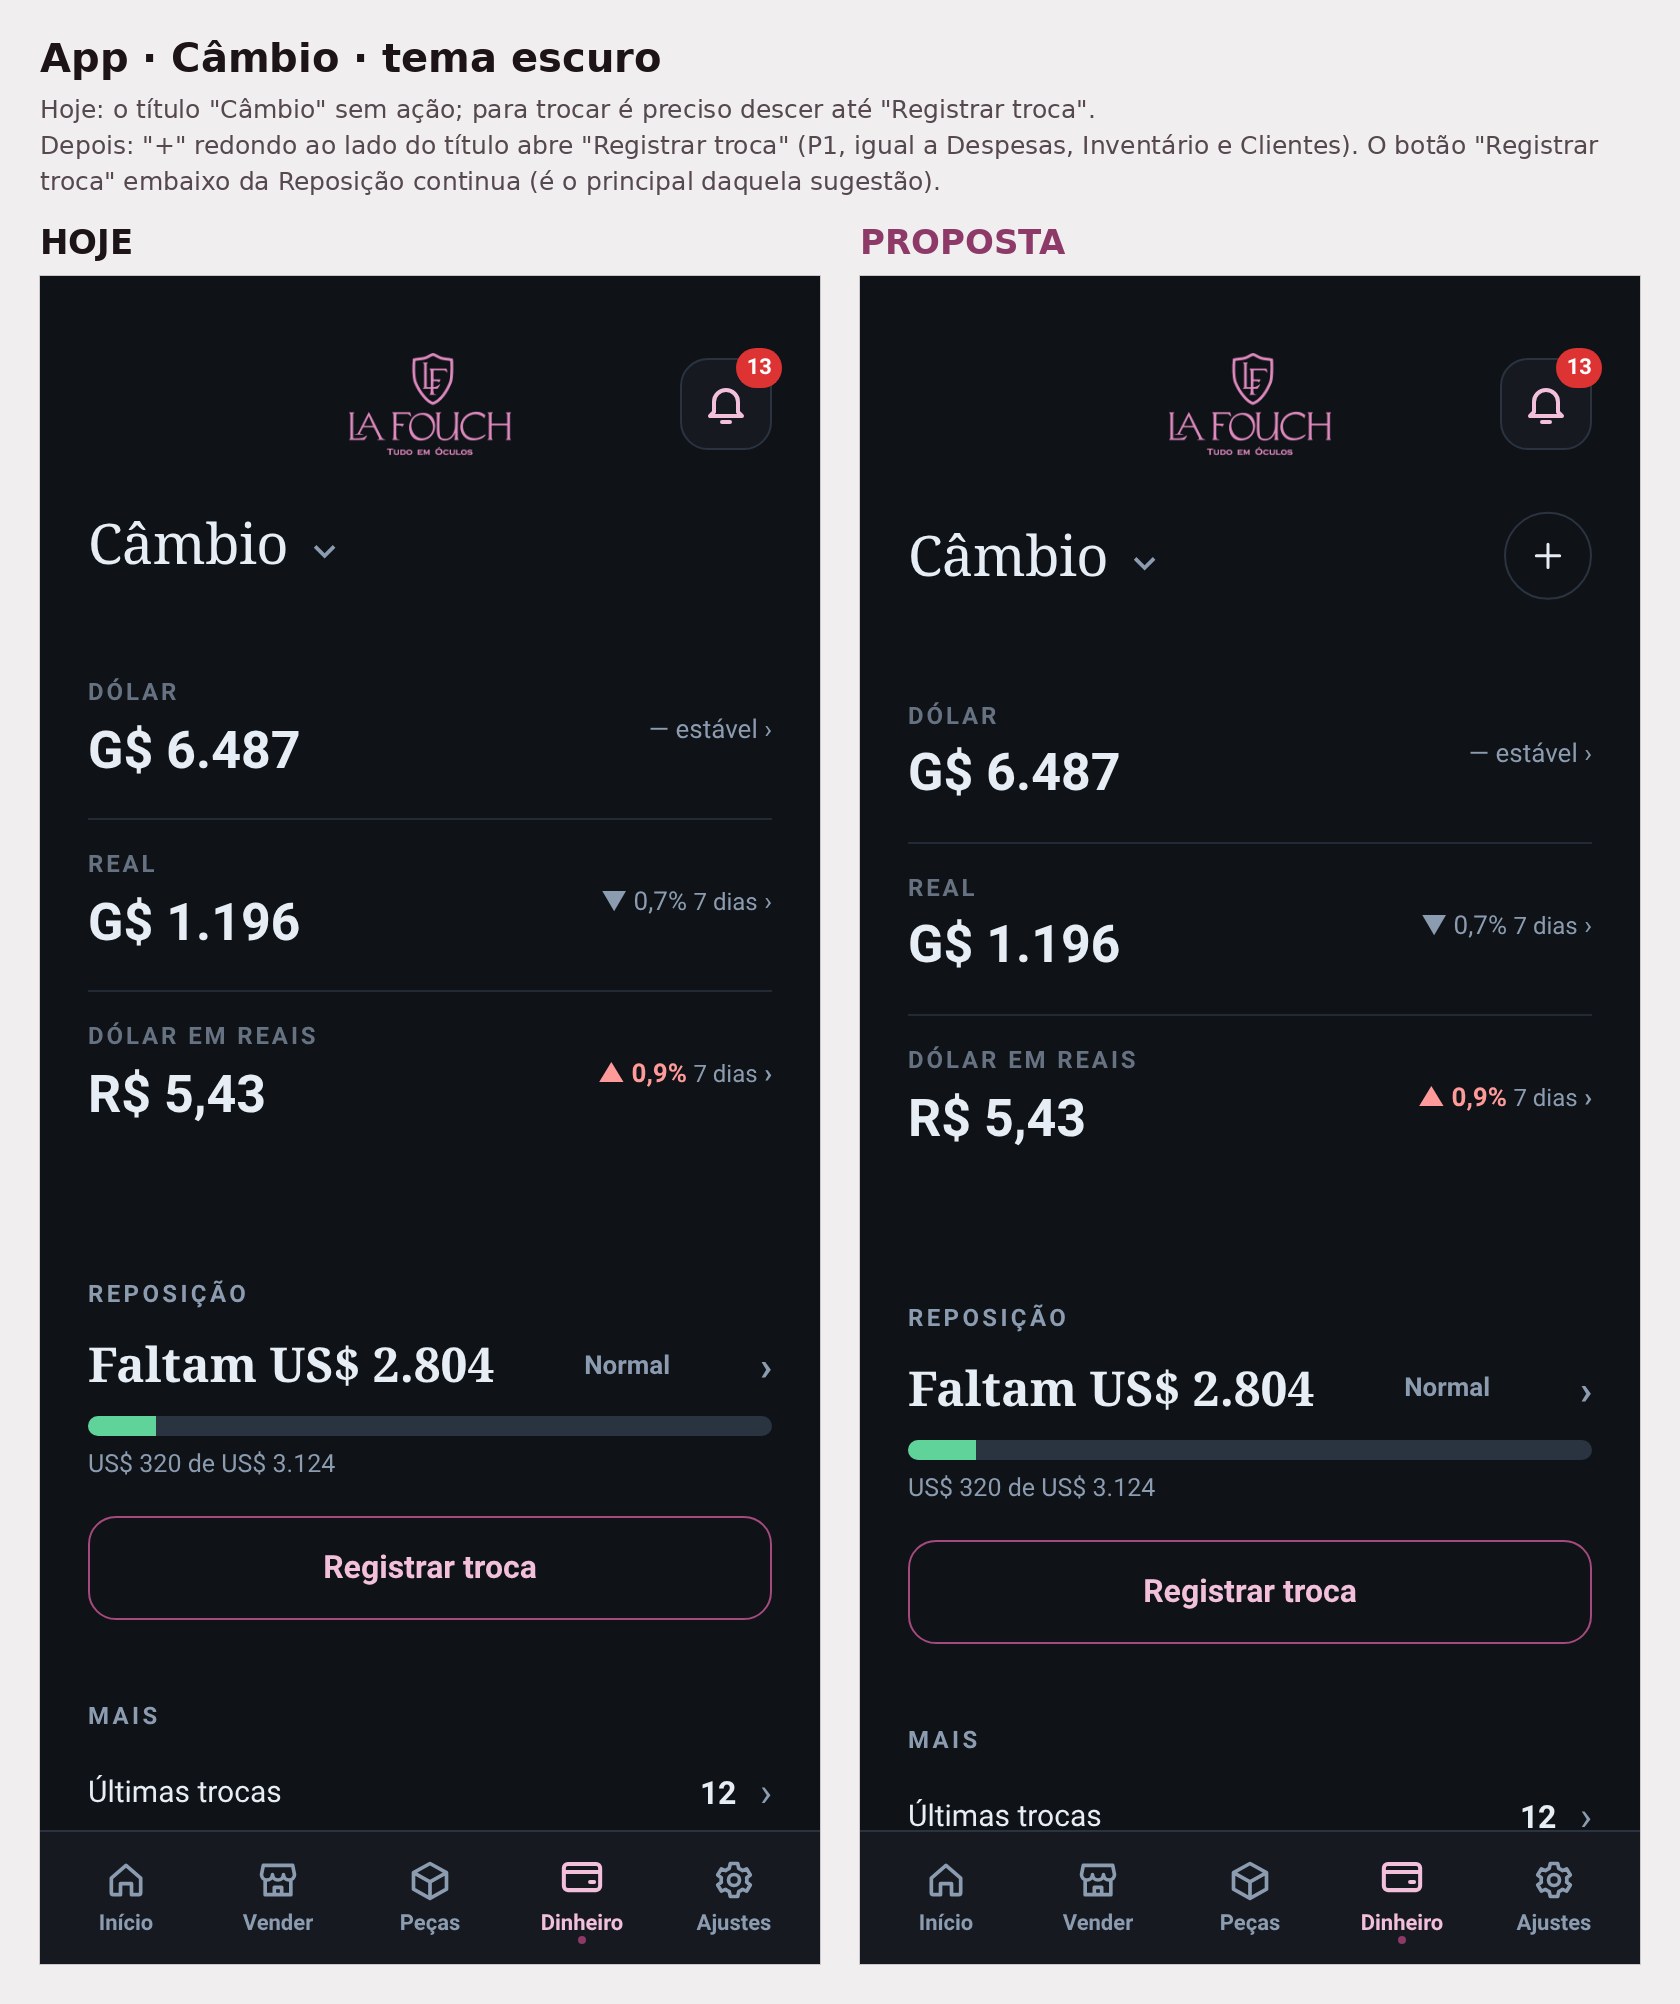 App · Câmbio · tema escuro
Hoje: o título "Câmbio" sem ação; para trocar é preciso descer até "Registrar troca".
Depois: "+" redondo ao lado do título abre "Registrar troca" (P1, igual a Despesas, Inventário e Clientes). O botão "Registrar
troca" embaixo da Reposição continua (é o principal daquela sugestão).
HOJE
13
LF
LA FOUCH
TUDO EM ÓCULOS
Câmbio
DÓLAR
G$ 6.487
— estável ›
REAL
G$ 1.196
▼ 0,7% 7 dias ›
DÓLAR EM REAIS
R$ 5,43
▲ 0,9% 7 dias ›
REPOSIÇÃO
Faltam US$ 2.804 Normal ›
US$ 320 de US$ 3.124
Registrar troca
MAIS
Últimas trocas 12 ›
Início Vender Peças Dinheiro Ajustes
PROPOSTA
13
LF
LA FOUCH
TUDO EM ÓCULOS
Câmbio +
DÓLAR
G$ 6.487
— estável ›
REAL
G$ 1.196
▼ 0,7% 7 dias ›
DÓLAR EM REAIS
R$ 5,43
▲ 0,9% 7 dias ›
REPOSIÇÃO
Faltam US$ 2.804 Normal ›
US$ 320 de US$ 3.124
Registrar troca
MAIS
Últimas trocas 12 ›
Início Vender Peças Dinheiro Ajustes